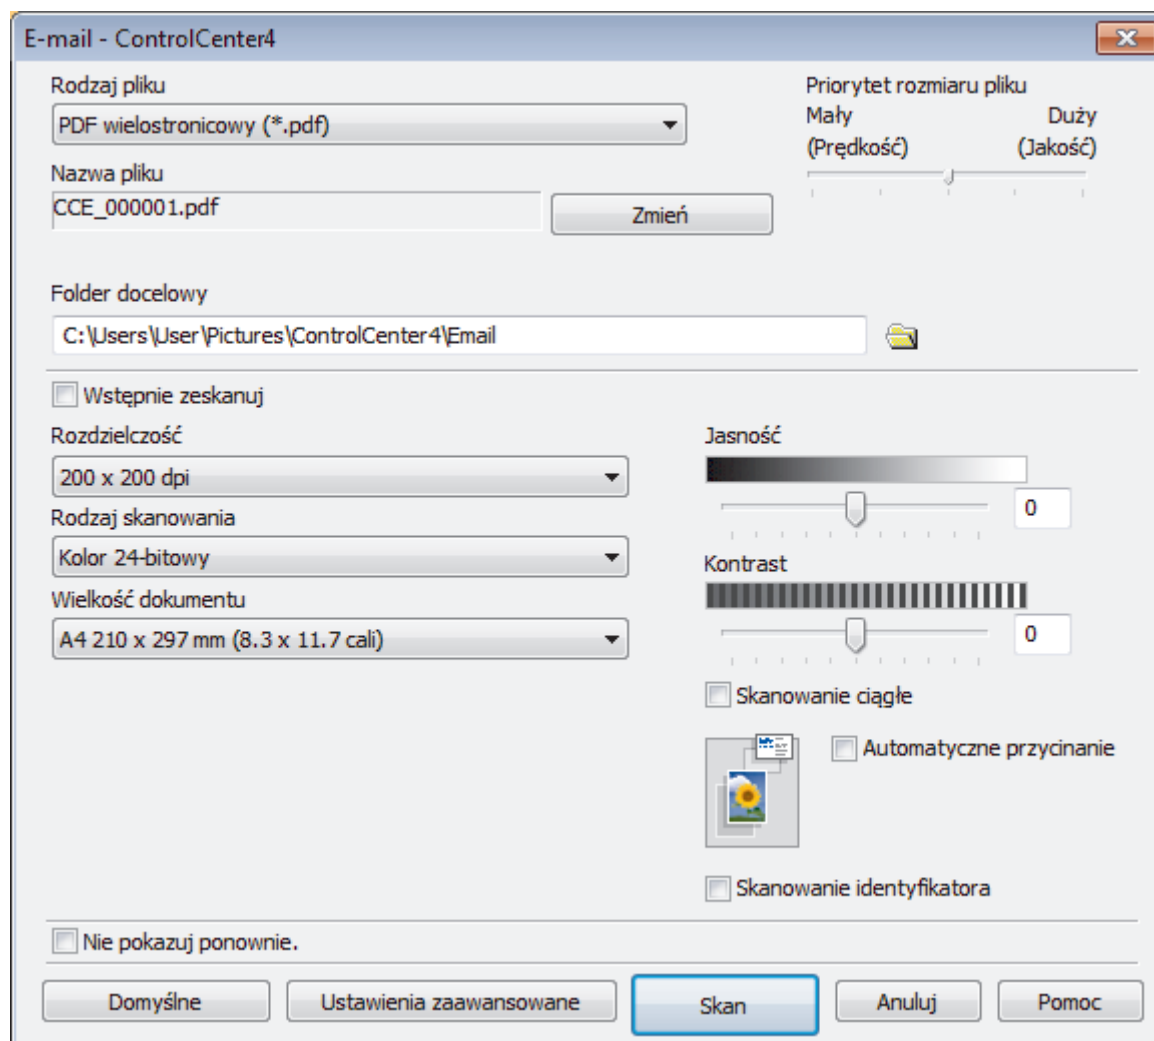 E-mail - ControlCenter4
Rodzaj pliku
PDF wielostronicowy (*.pdf)
Priorytet rozmiaru pliku
Mały Duży
(Prędkość) (Jakość)
Nazwa pliku
CCE_000001.pdf
Zmień
Folder docelowy
C:\Users\User\Pictures\ControlCenter4\Email
Wstępnie zeskanuj
Rozdzielczość
200 x 200 dpi
Rodzaj skanowania
Kolor 24-bitowy
Wielkość dokumentu
A4 210 x 297 mm (8.3 x 11.7 cali)
Jasność
0
Kontrast
0
Skanowanie ciągłe
Automatyczne przycinanie
Skanowanie identyfikatora
Nie pokazuj ponownie.
Domyślne
Ustawienia zaawansowane
Skan
Anuluj
Pomoc